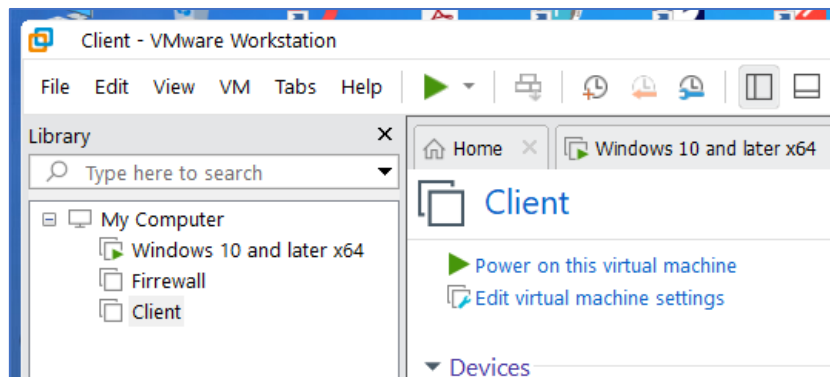 Client - VMware Workstation
File Edit View VM Tabs Help
Library
Type here to search
My Computer
Windows 10 and later x64
Firrewall
Client
Home
Windows 10 and later x64
Client
Power on this virtual machine
Edit virtual machine settings
Devices